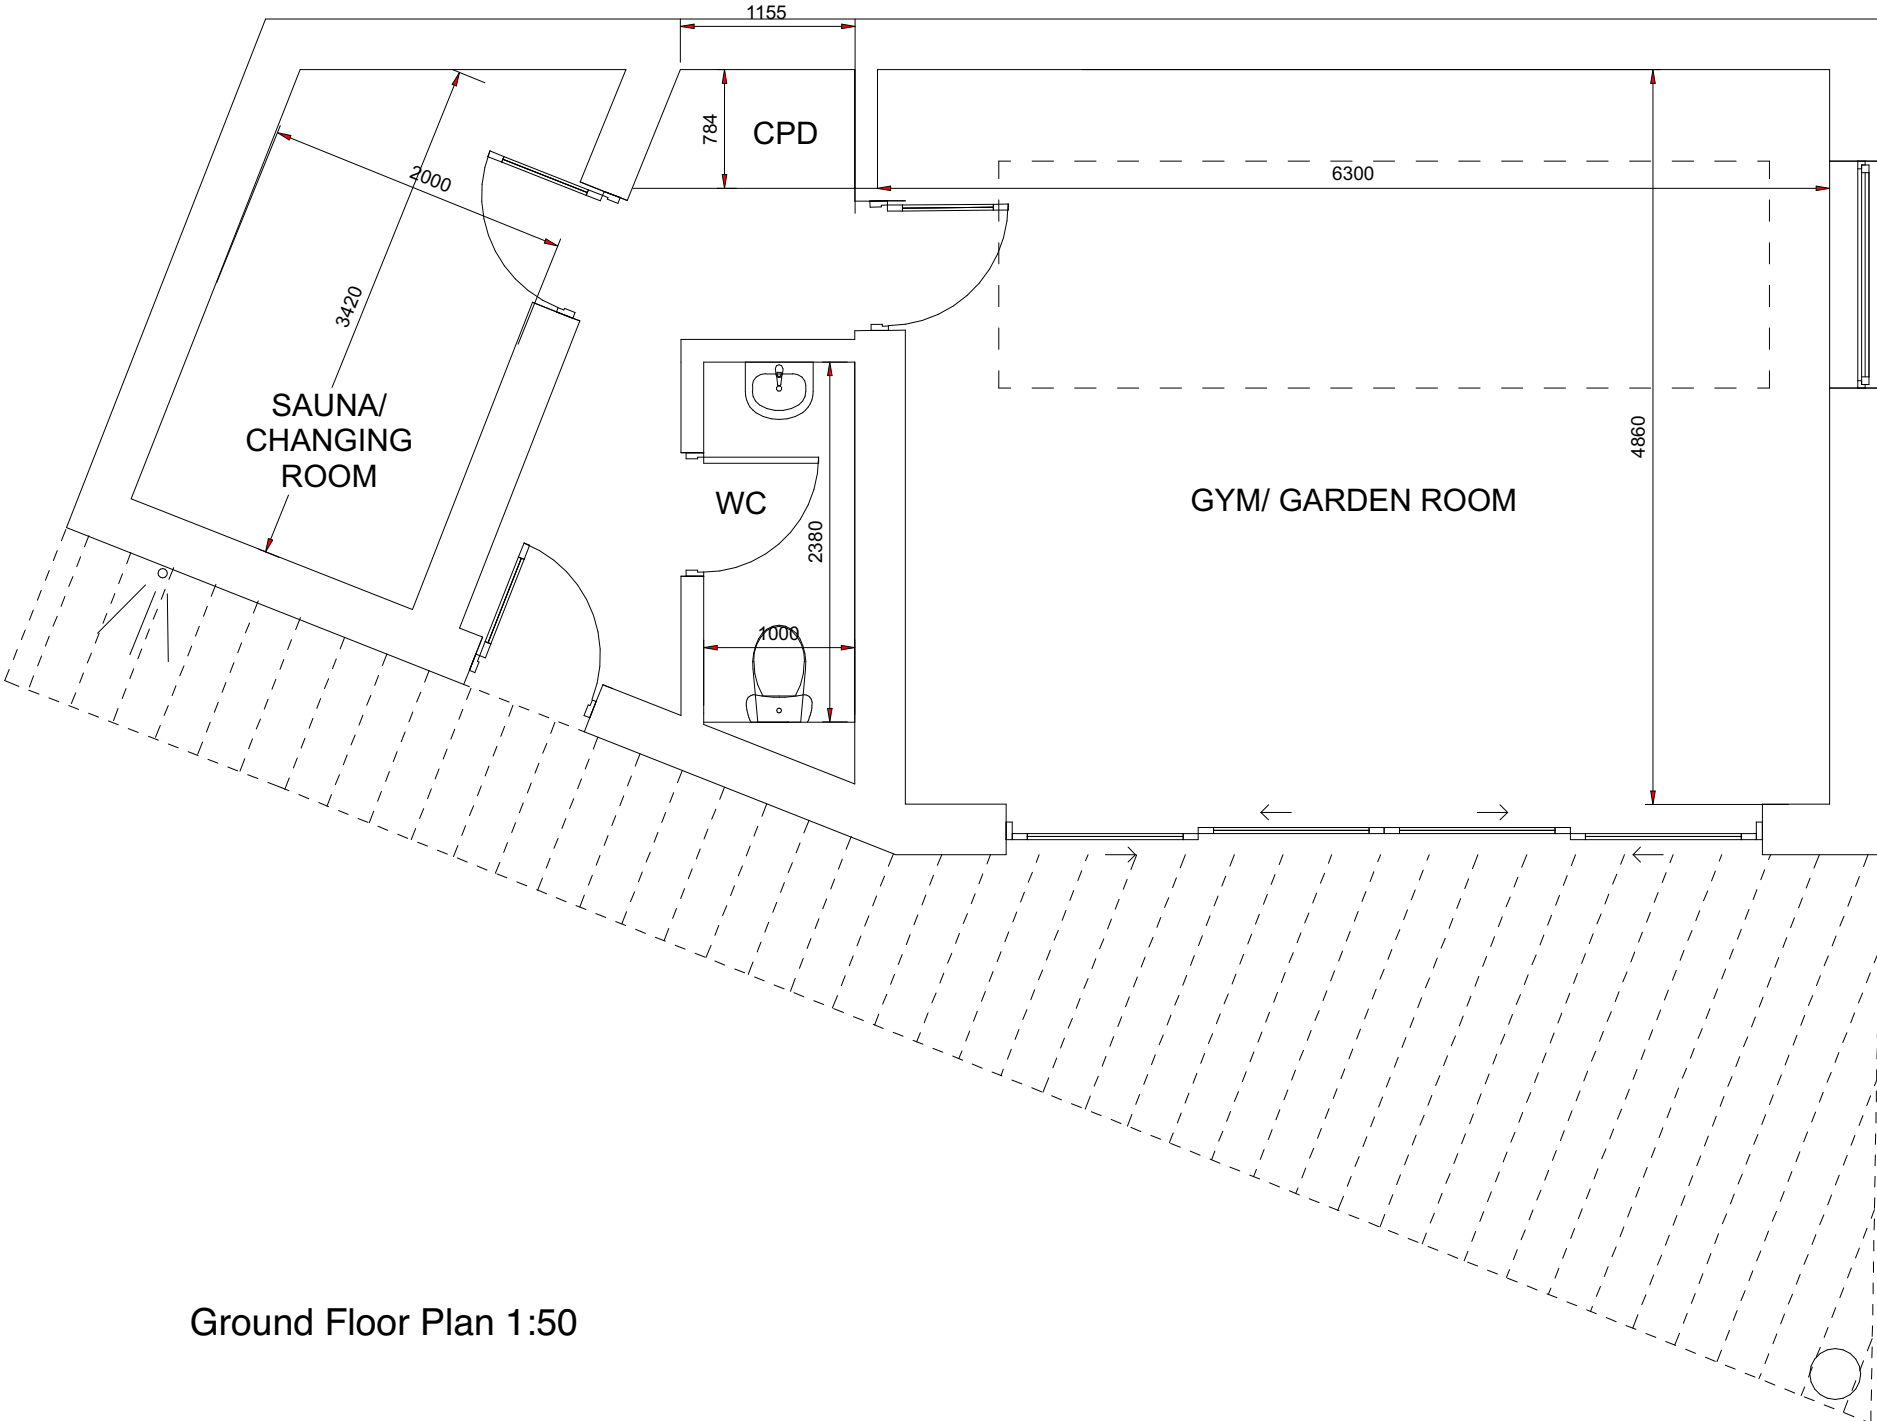 1155
784
CPD
2000
6300
3420
SAUNA/
CHANGING
ROOM
4860
WC
GYM/ GARDEN ROOM
2380
1000
Ground Floor Plan 1:50